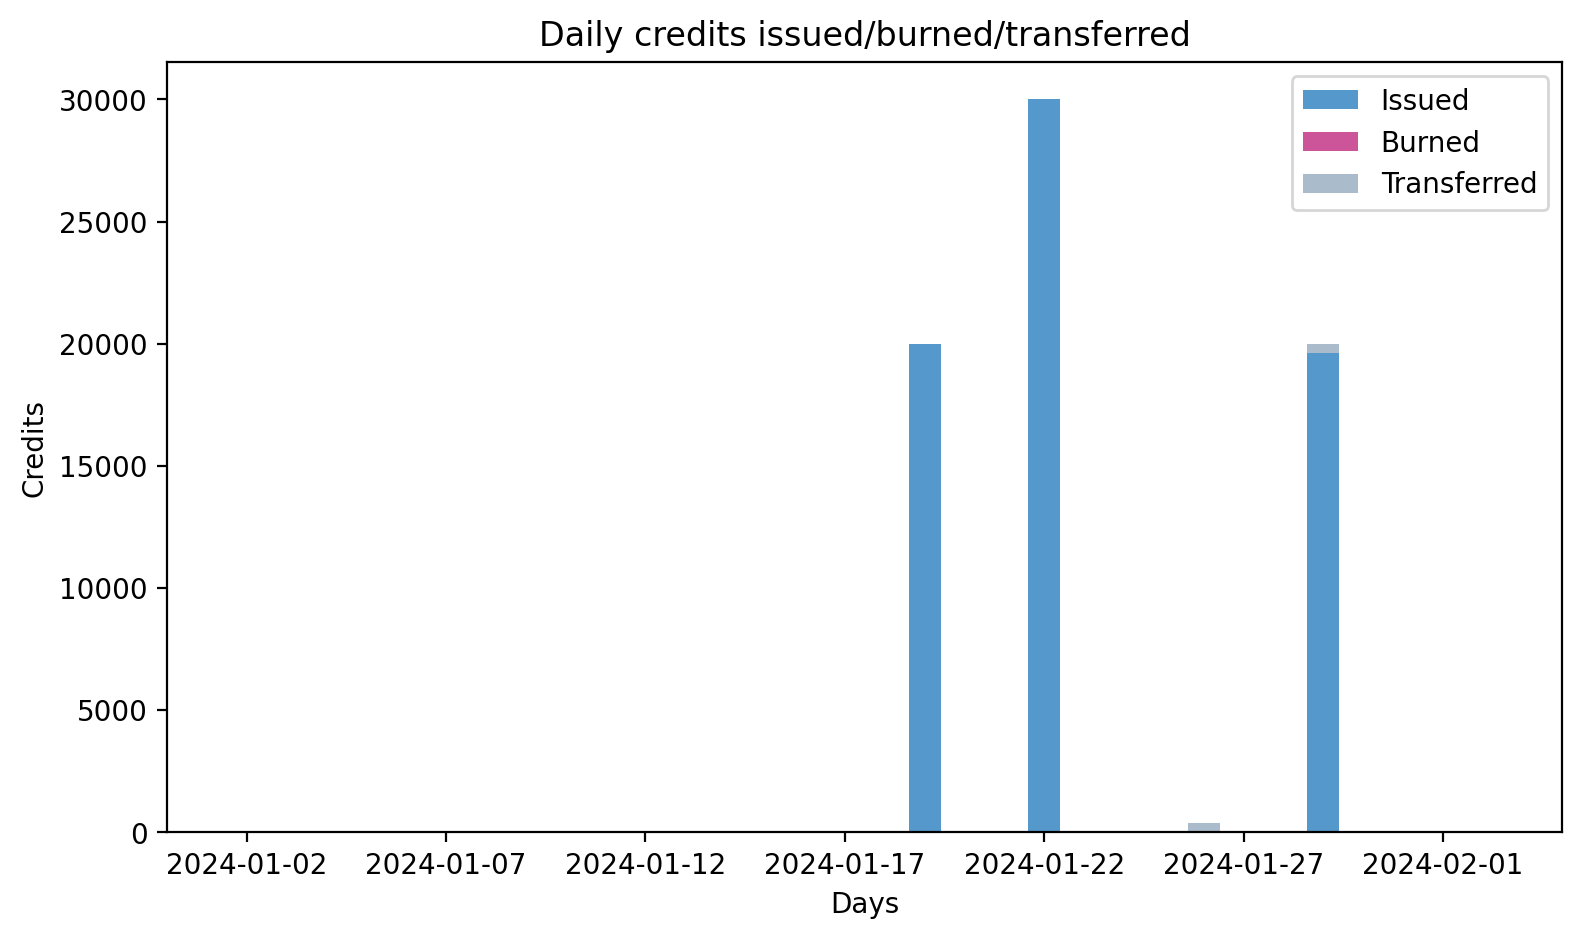 Daily credits issued/burned/transferred
Issued
Burned
Transferred
30000
25000
20000
15000
10000
5000
0
Credits
2024-01-02 2024-01-07 2024-01-12 2024-01-17 2024-01-22 2024-01-27 2024-02-01
Days